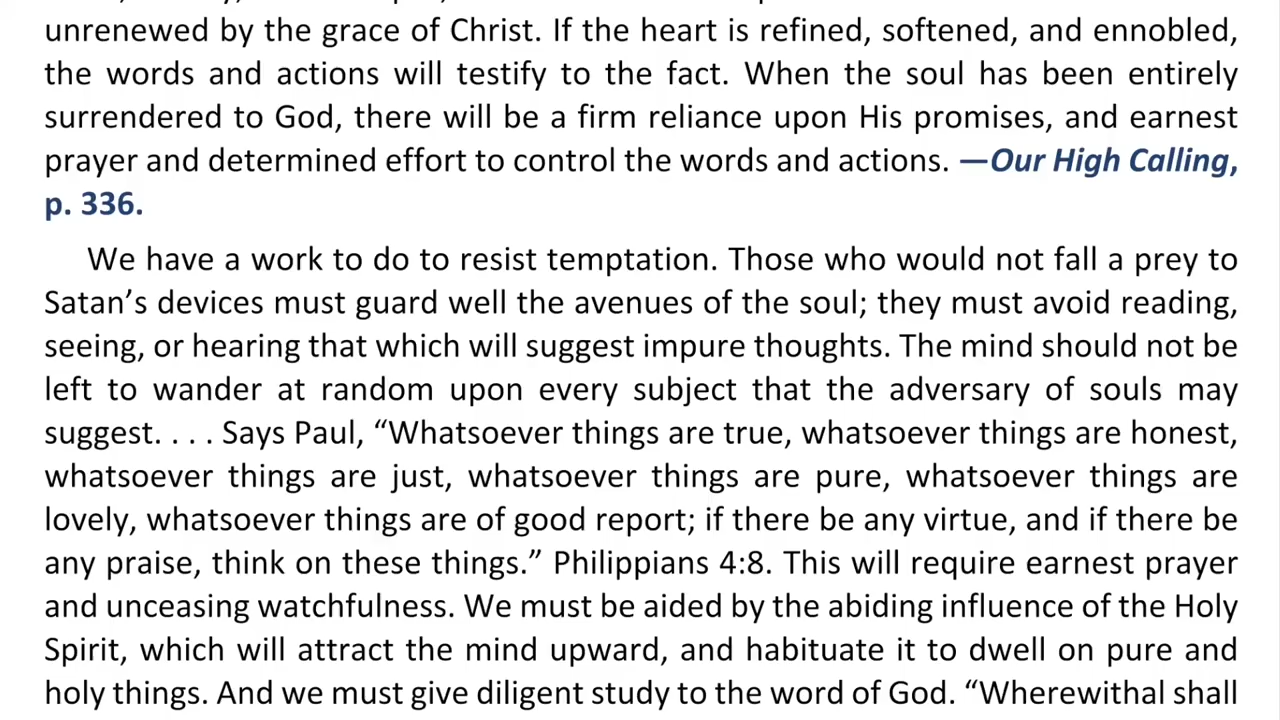 unrenewed by the grace of Christ. If the heart is refined, softened, and ennobled,
the words and actions will testify to the fact. When the soul has been entirely
surrendered to God, there will be a firm reliance upon His promises, and earnest
prayer and determined effort to control the words and actions. —Our High Calling,
p. 336.
We have a work to do to resist temptation. Those who would not fall a prey to
Satan’s devices must guard well the avenues of the soul; they must avoid reading,
seeing, or hearing that which will suggest impure thoughts. The mind should not be
left to wander at random upon every subject that the adversary of souls may
suggest. . . . Says Paul, “Whatsoever things are true, whatsoever things are honest,
whatsoever things are just, whatsoever things are pure, whatsoever things are
lovely, whatsoever things are of good report; if there be any virtue, and if there be
any praise, think on these things.” Philippians 4:8. This will require earnest prayer
and unceasing watchfulness. We must be aided by the abiding influence of the Holy
Spirit, which will attract the mind upward, and habituate it to dwell on pure and
holy things. And we must give diligent study to the word of God. “Wherewithal shall